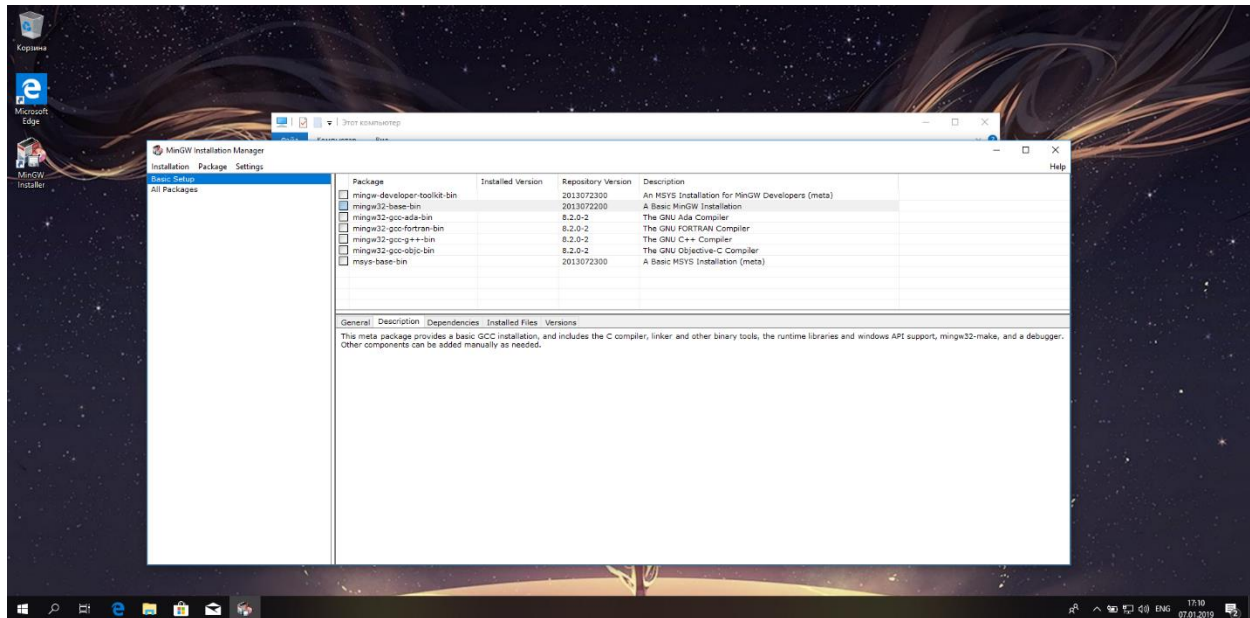 Корзина
Microsoft
Edge
MinGW
Installer
Этот компьютер
MinGW Installation Manager
Installation Package Settings Help
Basic Setup
All Packages
Package Installed Version Repository Version Description
mingw-developer-toolkit-bin 2013072300 An MSYS Installation for MinGW Developers (meta)
mingw32-base-bin 2013072200 A Basic MinGW Installation
mingw32-gcc-ada-bin 8.2.0-2 The GNU Ada Compiler
mingw32-gcc-fortran-bin 8.2.0-2 The GNU FORTRAN Compiler
mingw32-gcc-g++-bin 8.2.0-2 The GNU C++ Compiler
mingw32-gcc-objc-bin 8.2.0-2 The GNU Objective-C Compiler
msys-base-bin 2013072300 A Basic MSYS Installation (meta)
General Description Dependencies Installed Files Versions
This meta package provides a basic GCC installation, and includes the C compiler, linker and other binary tools, the runtime libraries and windows API support, mingw32-make, and a debugger.
Other components can be added manually as needed.
ENG
17:10
07.01.2019
2